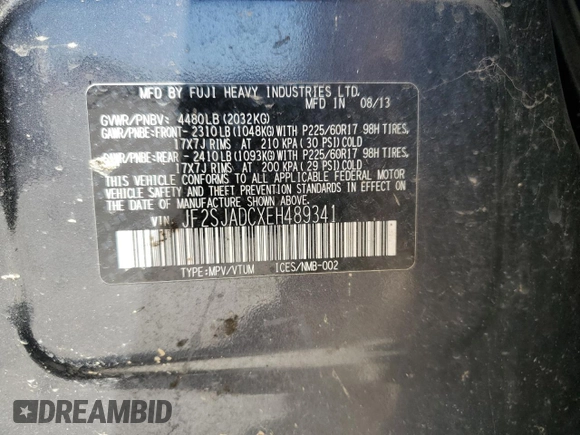 MFD BY FUJI HEAVY INDUSTRIES LTD.
MFD IN 08/13
GVWR/PNBV: 4480LB (2032KG)
GAWR/PNBE:FRONT- 2310LB (1048KG) WITH P225/60R17 98H TIRES,
17X7J RIMS AT 210 KPA (30 PSI) COLD
GAWR/PNBE:REAR - 2410LB (1093KG) WITH P225/60R17 98H TIRES,
17X7J RIMS AT 200 KPA (29 PSI) COLD
THIS VEHICLE CONFORMS TO ALL APPLICABLE FEDERAL MOTOR
VEHICLE SAFETY AND THEFT PREVENTION STANDARDS IN EFFECT
ON THE DATE OF MANUFACTURE SHOWN ABOVE.
VIN: JF2SJADCXEH489341
TYPE:MPV/VTUM ICES/NMB-002
DREAMBID